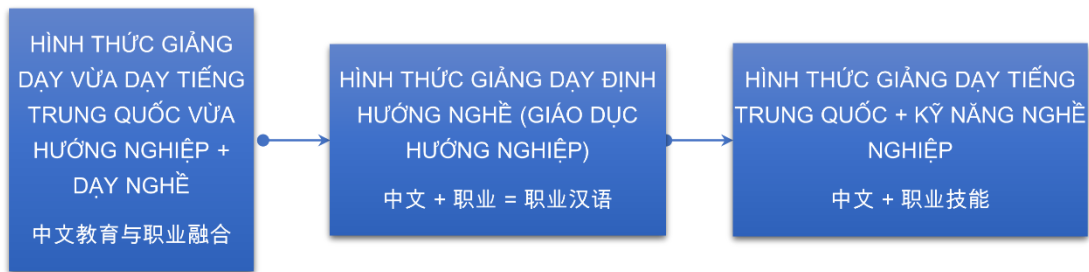 HÌNH THỨC GIẢNG
DẠY VỪA DẠY TIẾNG
TRUNG QUỐC VỪA
HƯỚNG NGHIỆP +
DẠY NGHỀ
中文教育与职业融合
HÌNH THỨC GIẢNG DẠY ĐỊNH
HƯỚNG NGHỀ (GIÁO DỤC
HƯỚNG NGHIỆP)
中文 + 职业 = 职业汉语
HÌNH THỨC GIẢNG DẠY TIẾNG
TRUNG QUỐC + KỸ NĂNG NGHỀ
NGHIỆP
中文 + 职业技能